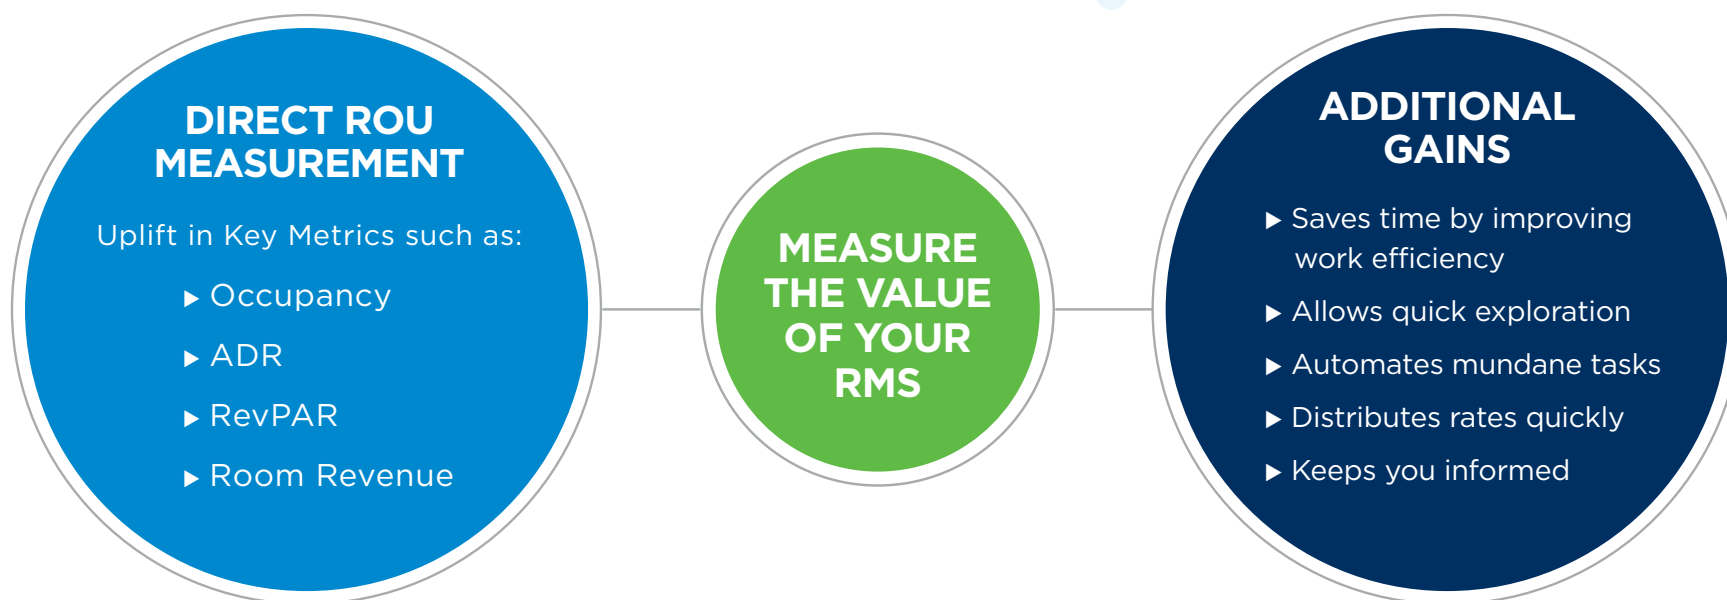 DIRECT ROU
MEASUREMENT
Uplift in Key Metrics such as:
▶ Occupancy
▶ ADR
▶ RevPAR
▶ Room Revenue
MEASURE
THE VALUE
OF YOUR
RMS
ADDITIONAL
GAINS
▶ Saves time by improving
work efficiency
▶ Allows quick exploration
▶ Automates mundane tasks
▶ Distributes rates quickly
▶ Keeps you informed